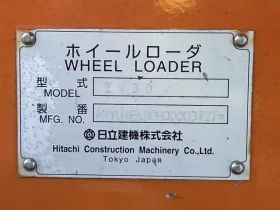 ホイールローダ
WHEEL LOADER
型式
MODEL
製番
MFG. NO.
日立建機株式会社
Hitachi Construction Machinery Co.,Ltd.
Tokyo Japan